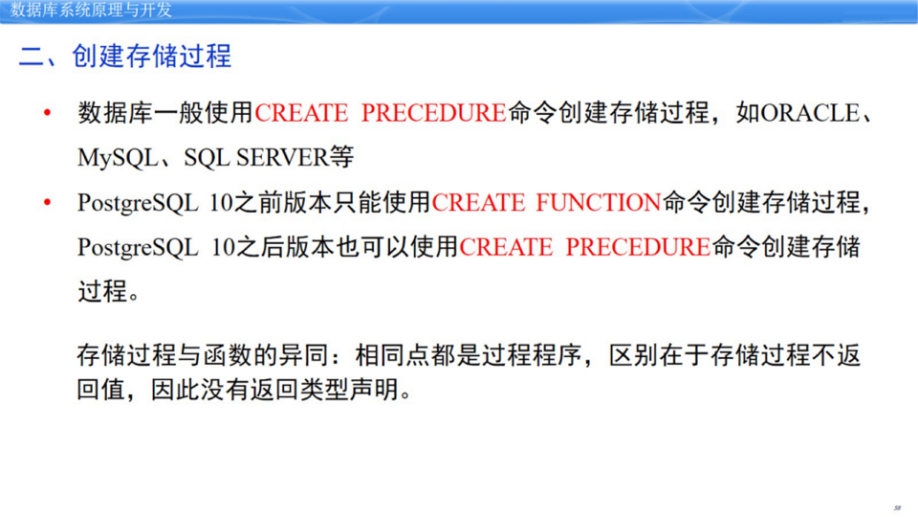 数据库系统原理与开发
二、创建存储过程
• 数据库一般使用CREATE PRECEDURE命令创建存储过程，如ORACLE、
MySQL、SQL SERVER等
• PostgreSQL 10之前版本只能使用CREATE FUNCTION命令创建存储过程，
PostgreSQL 10之后版本也可以使用CREATE PRECEDURE命令创建存储
过程。
存储过程与函数的异同：相同点都是过程程序，区别在于存储过程不返
回值，因此没有返回类型声明。